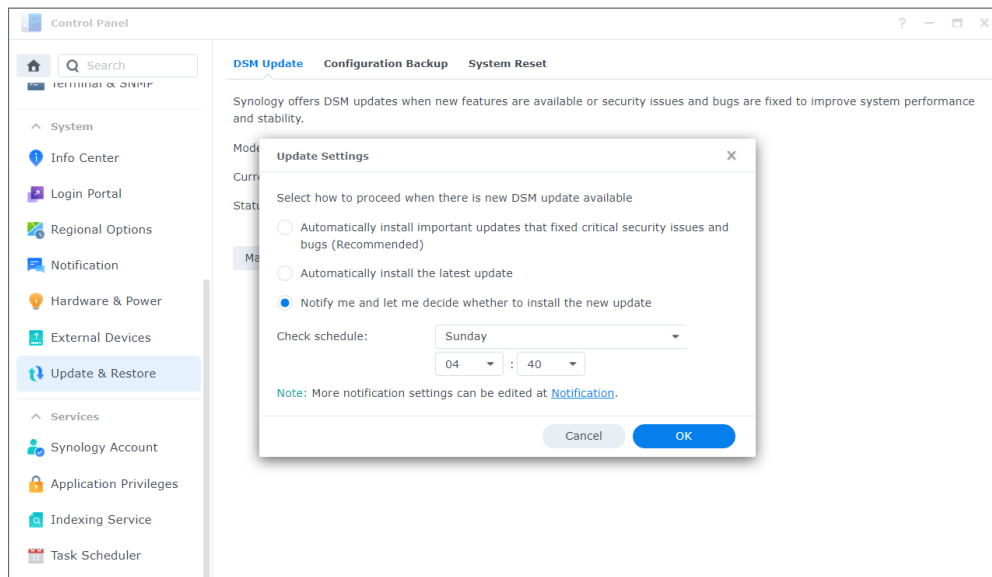 Control Panel
Search
Terminal & SNMP
System
Info Center
Login Portal
Regional Options
Notification
Hardware & Power
External Devices
Update & Restore
Services
Synology Account
Application Privileges
Indexing Service
Task Scheduler
DSM Update Configuration Backup System Reset
Synology offers DSM updates when new features are available or security issues and bugs are fixed to improve system performance
and stability.
Update Settings
Select how to proceed when there is new DSM update available
Automatically install important updates that fixed critical security issues and
bugs (Recommended)
Automatically install the latest update
Notify me and let me decide whether to install the new update
Check schedule: Sunday
04 : 40
Note: More notification settings can be edited at Notification.
Cancel OK